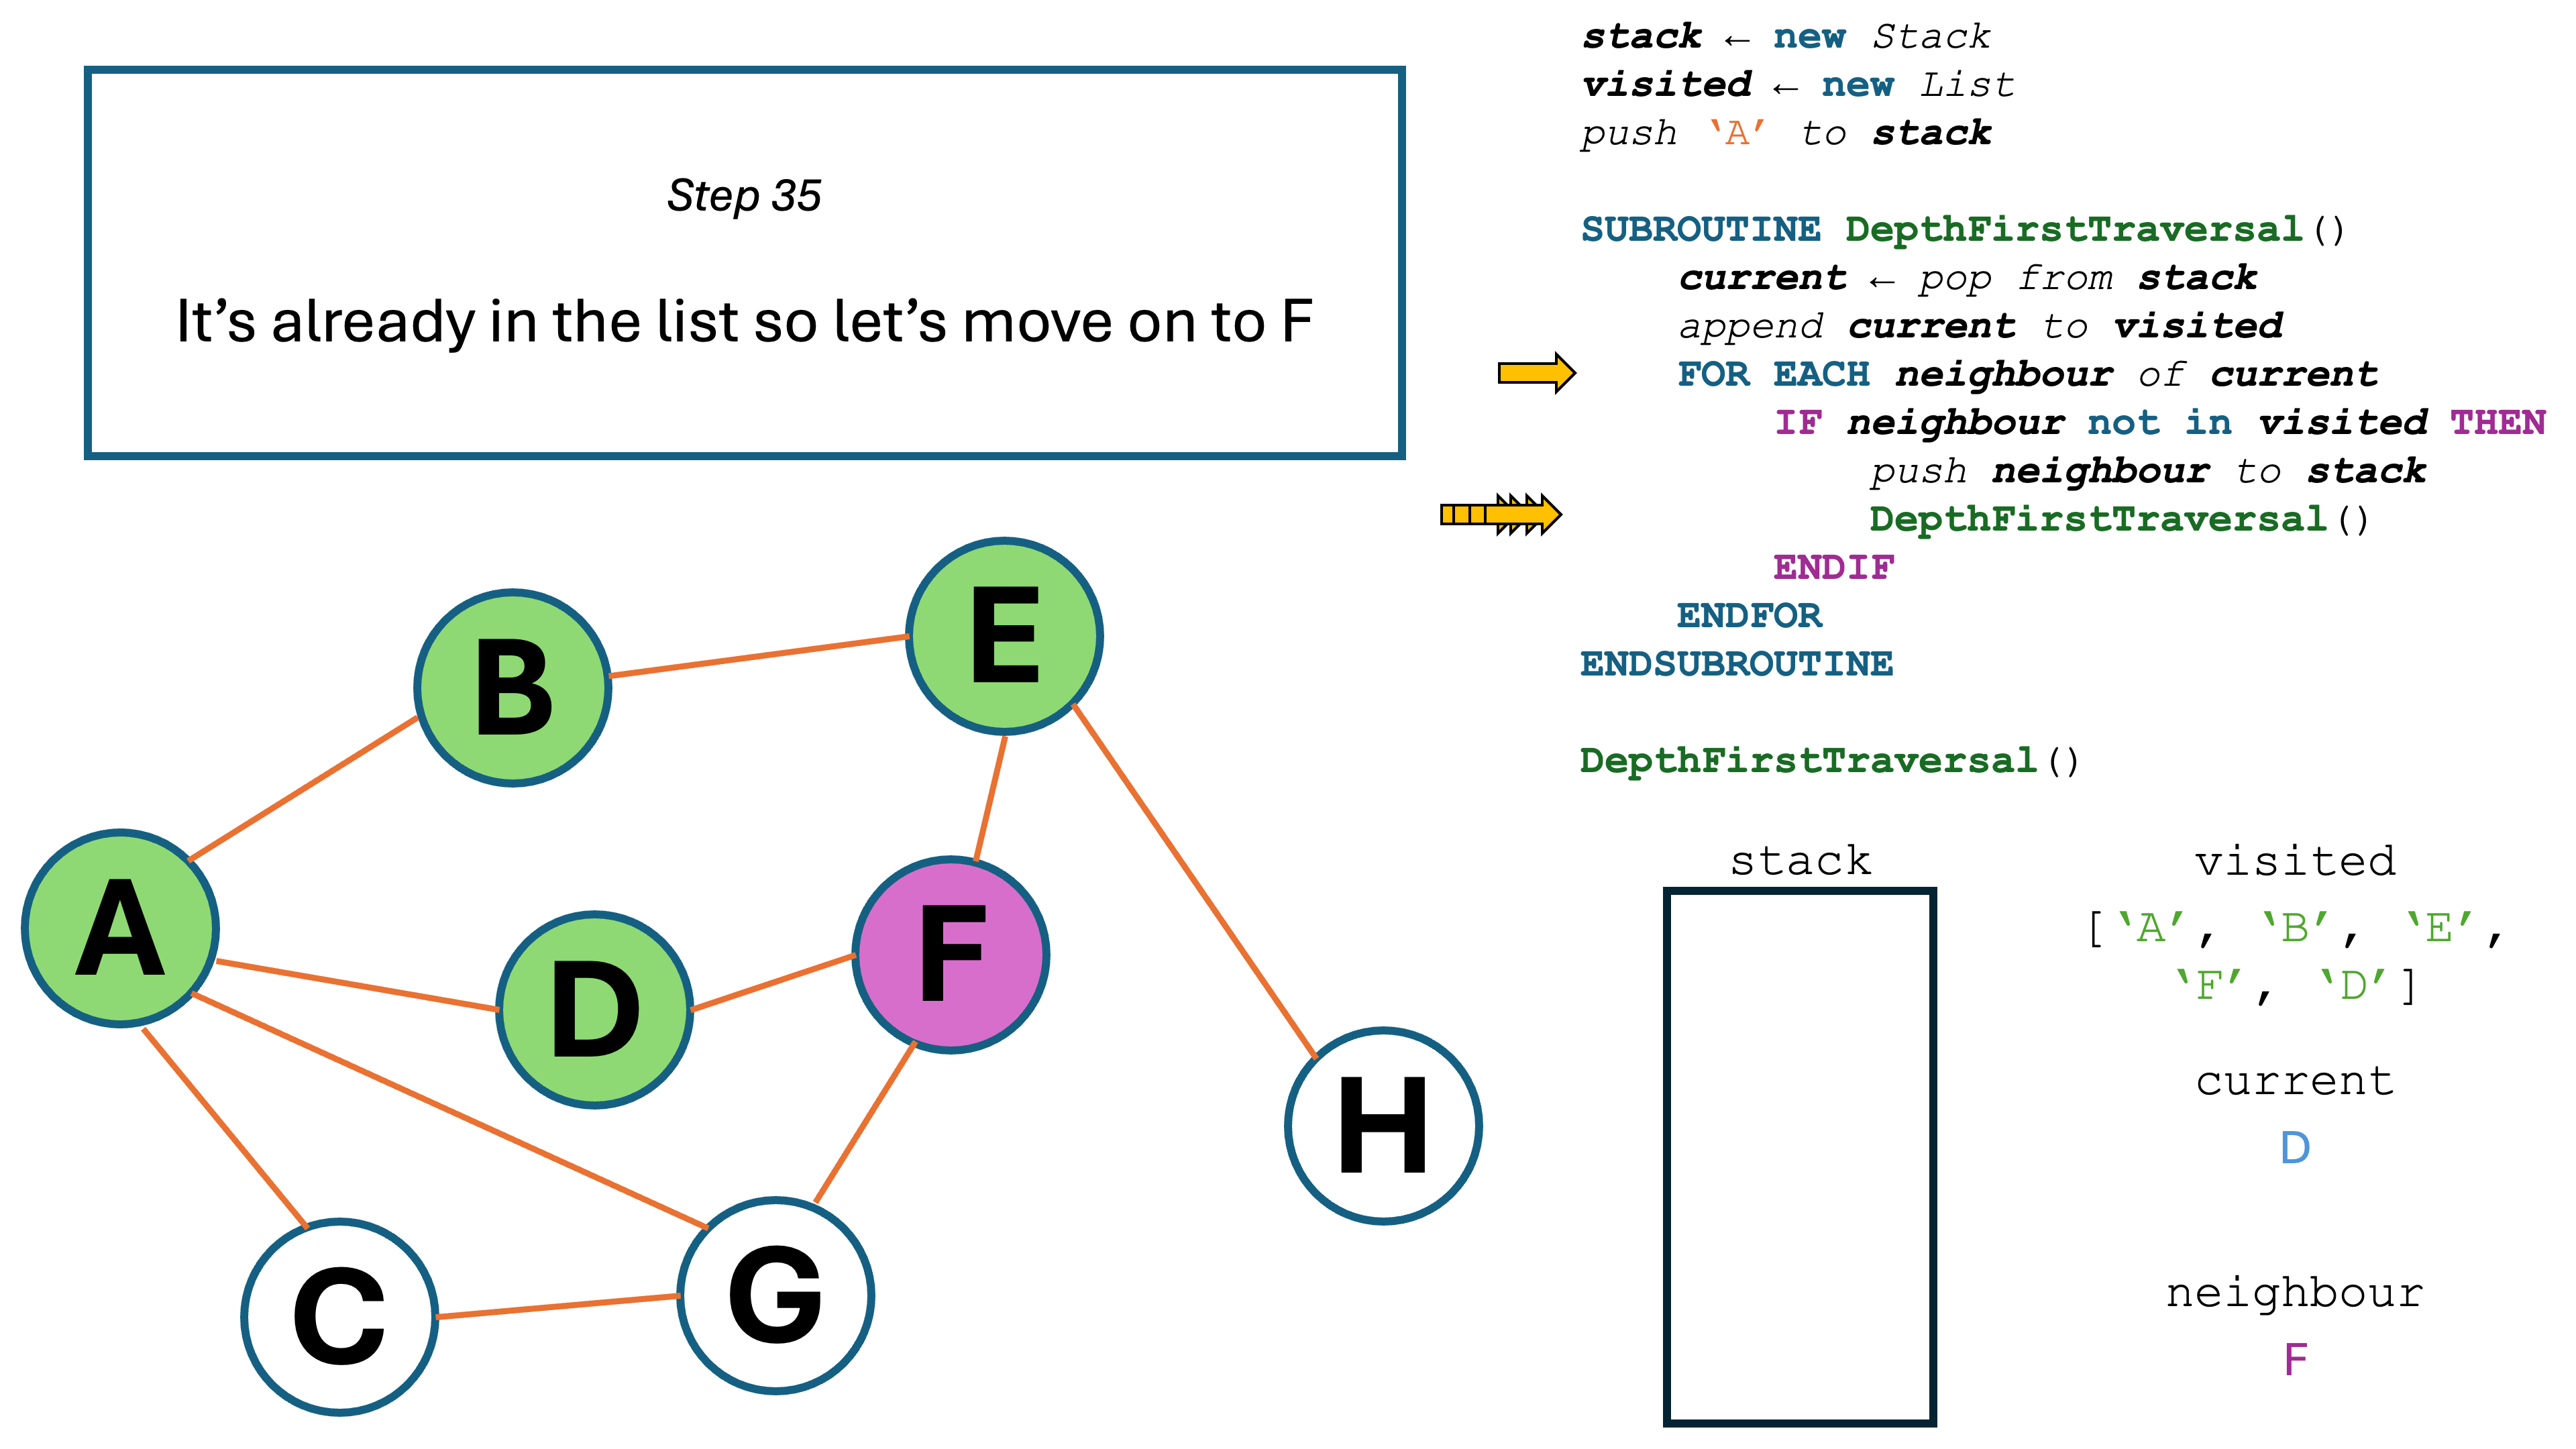 Step 35
It’s already in the list so let’s move on to F
stack ← new Stack
visited ← new List
push ‘A’ to stack
SUBROUTINE DepthFirstTraversal()
current ← pop from stack
append current to visited
FOR EACH neighbour of current
IF neighbour not in visited THEN
push neighbour to stack
DepthFirstTraversal()
ENDIF
ENDFOR
ENDSUBROUTINE
DepthFirstTraversal()
B
E
A
D
F
H
C
G
stack
visited
[‘A’, ‘B’, ‘E’,
‘F’, ‘D’]
current
D
neighbour
F